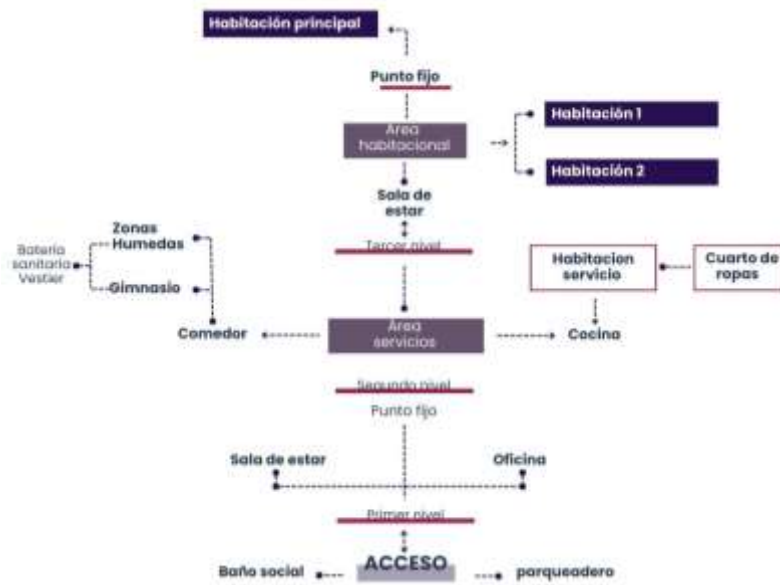 Habitación principal
Punto fijo
Área
habitacional
Habitación 1
Habitación 2
Sala de
estar
Tercer nivel
Zonas
Humedas
Batería
sanitaria
Vestier
Gimnasio
Habitacion
servicio
Cuarto de
ropas
Comedor
Área
servicios
Cocina
Segundo nivel
Punto fijo
Sala de estar
Oficina
Primer nivel
Baño social
ACCESO
parqueadero